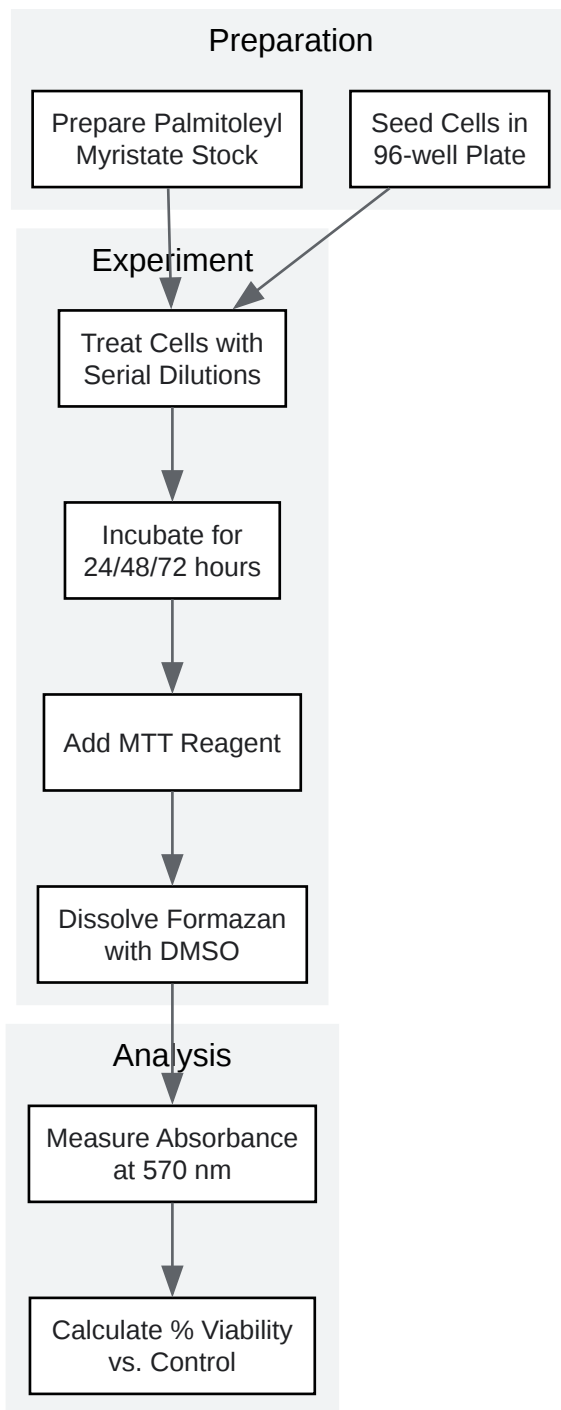 Preparation
Prepare Palmitoleyl
Myristate Stock
Seed Cells in
96-well Plate
Experiment
Treat Cells with
Serial Dilutions
Incubate for
24/48/72 hours
Add MTT Reagent
Dissolve Formazan
with DMSO
Analysis
Measure Absorbance
at 570 nm
Calculate % Viability
vs. Control